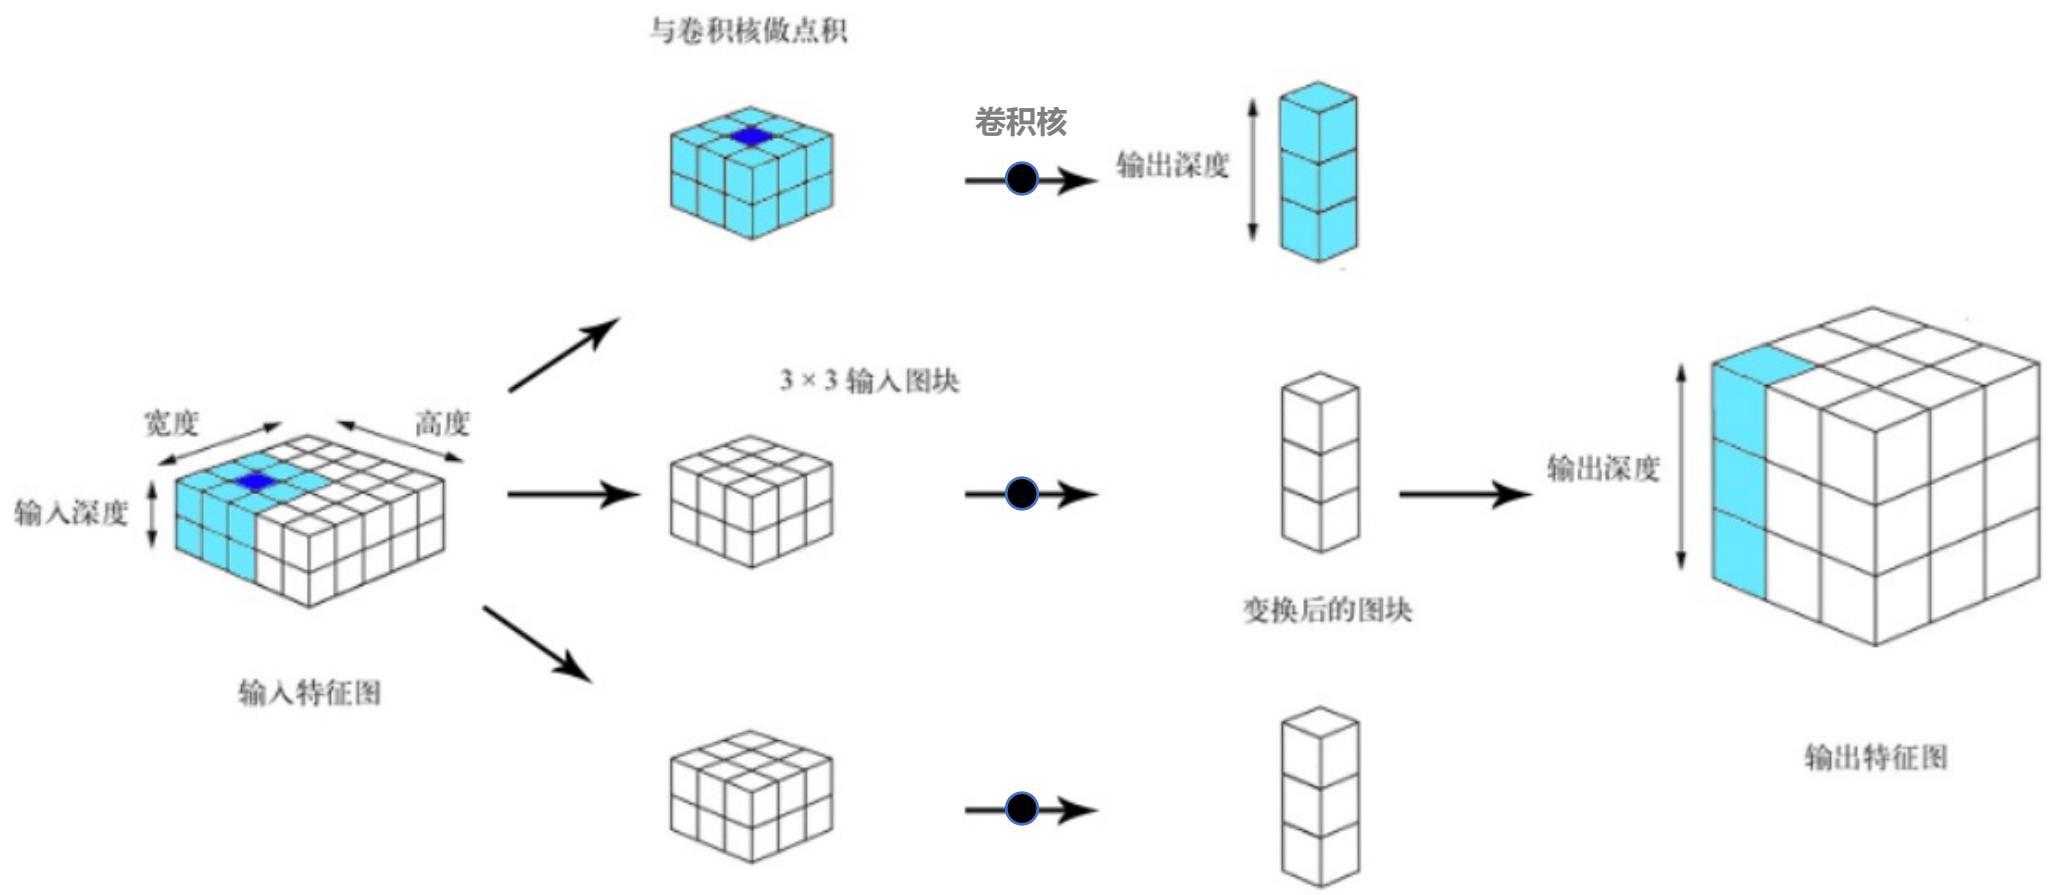 与卷积核做点积
卷积核
输出深度
3 × 3 输入图块
宽度
高度
输入深度
输出深度
变换后的图块
输入特征图
输出特征图